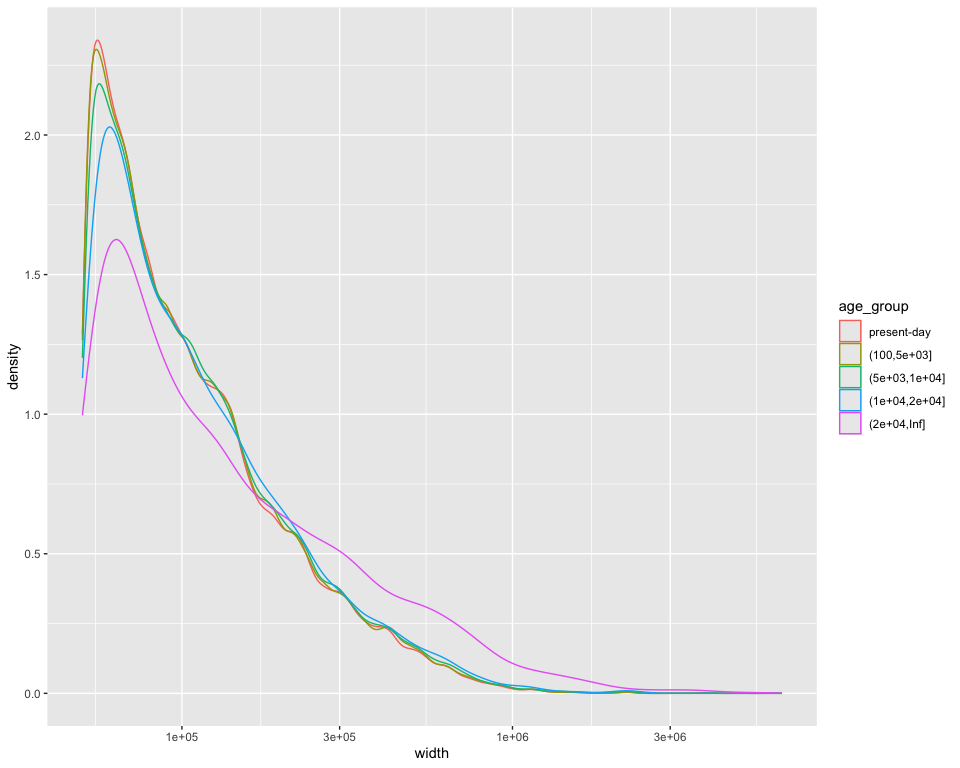 2.0
1.5
1.0
0.5
0.0
density
1e+05
3e+05
1e+06
3e+06
width
age_group
present-day
(100,5e+03]
(5e+03,1e+04]
(1e+04,2e+04]
(2e+04,Inf]